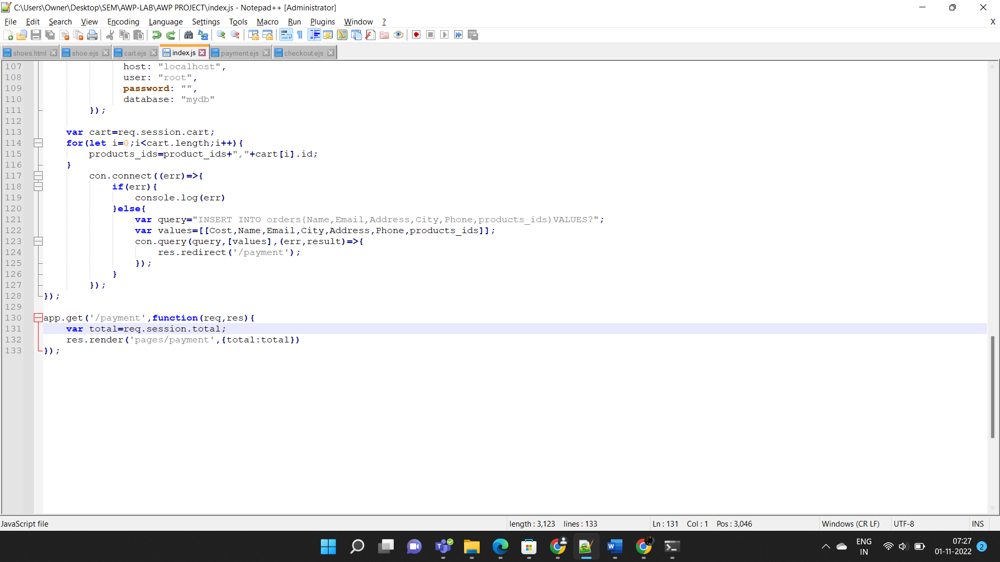 C:\Users\Owner\Desktop\SEM\AWP-LAB\AWP PROJECT\index.js - Notepad++ [Administrator]
File Edit Search View Encoding Language Settings Tools Macro Run Plugins Window ? X
shoes.html shoe.ejs cart.ejs index.js payment.ejs checkout.ejs
107 host: "localhost",
108 user: "root",
109 password: "",
110 database: "mydb"
111 });
112
113 var cart=req.session.cart;
114 for(let i=0;i<cart.length;i++){
115 products_ids=product_ids+","+cart[i].id;
116 }
117 con.connect((err)=>{
118 if(err){
119 console.log(err)
120 }else{
121 var query="INSERT INTO orders{Name,Email,Address,City,Phone,products_ids)VALUES?";
122 var values=[[Cost,Name,Email,City,Address,Phone,products_ids]];
123 con.query(query,[values],(err,result)=>{
124 res.redirect('/payment');
125 });
126 }
127 });
128 });
129
130 app.get('/payment',function(req,res){
131 var total=req.session.total;
132 res.render('pages/payment',{total:total})
133 });
JavaScript file length : 3,123 lines : 133 Ln : 131 Col : 1 Pos : 3,046 Windows (CR LF) UTF-8 INS
ENG
IN
07:27
01-11-2022
2